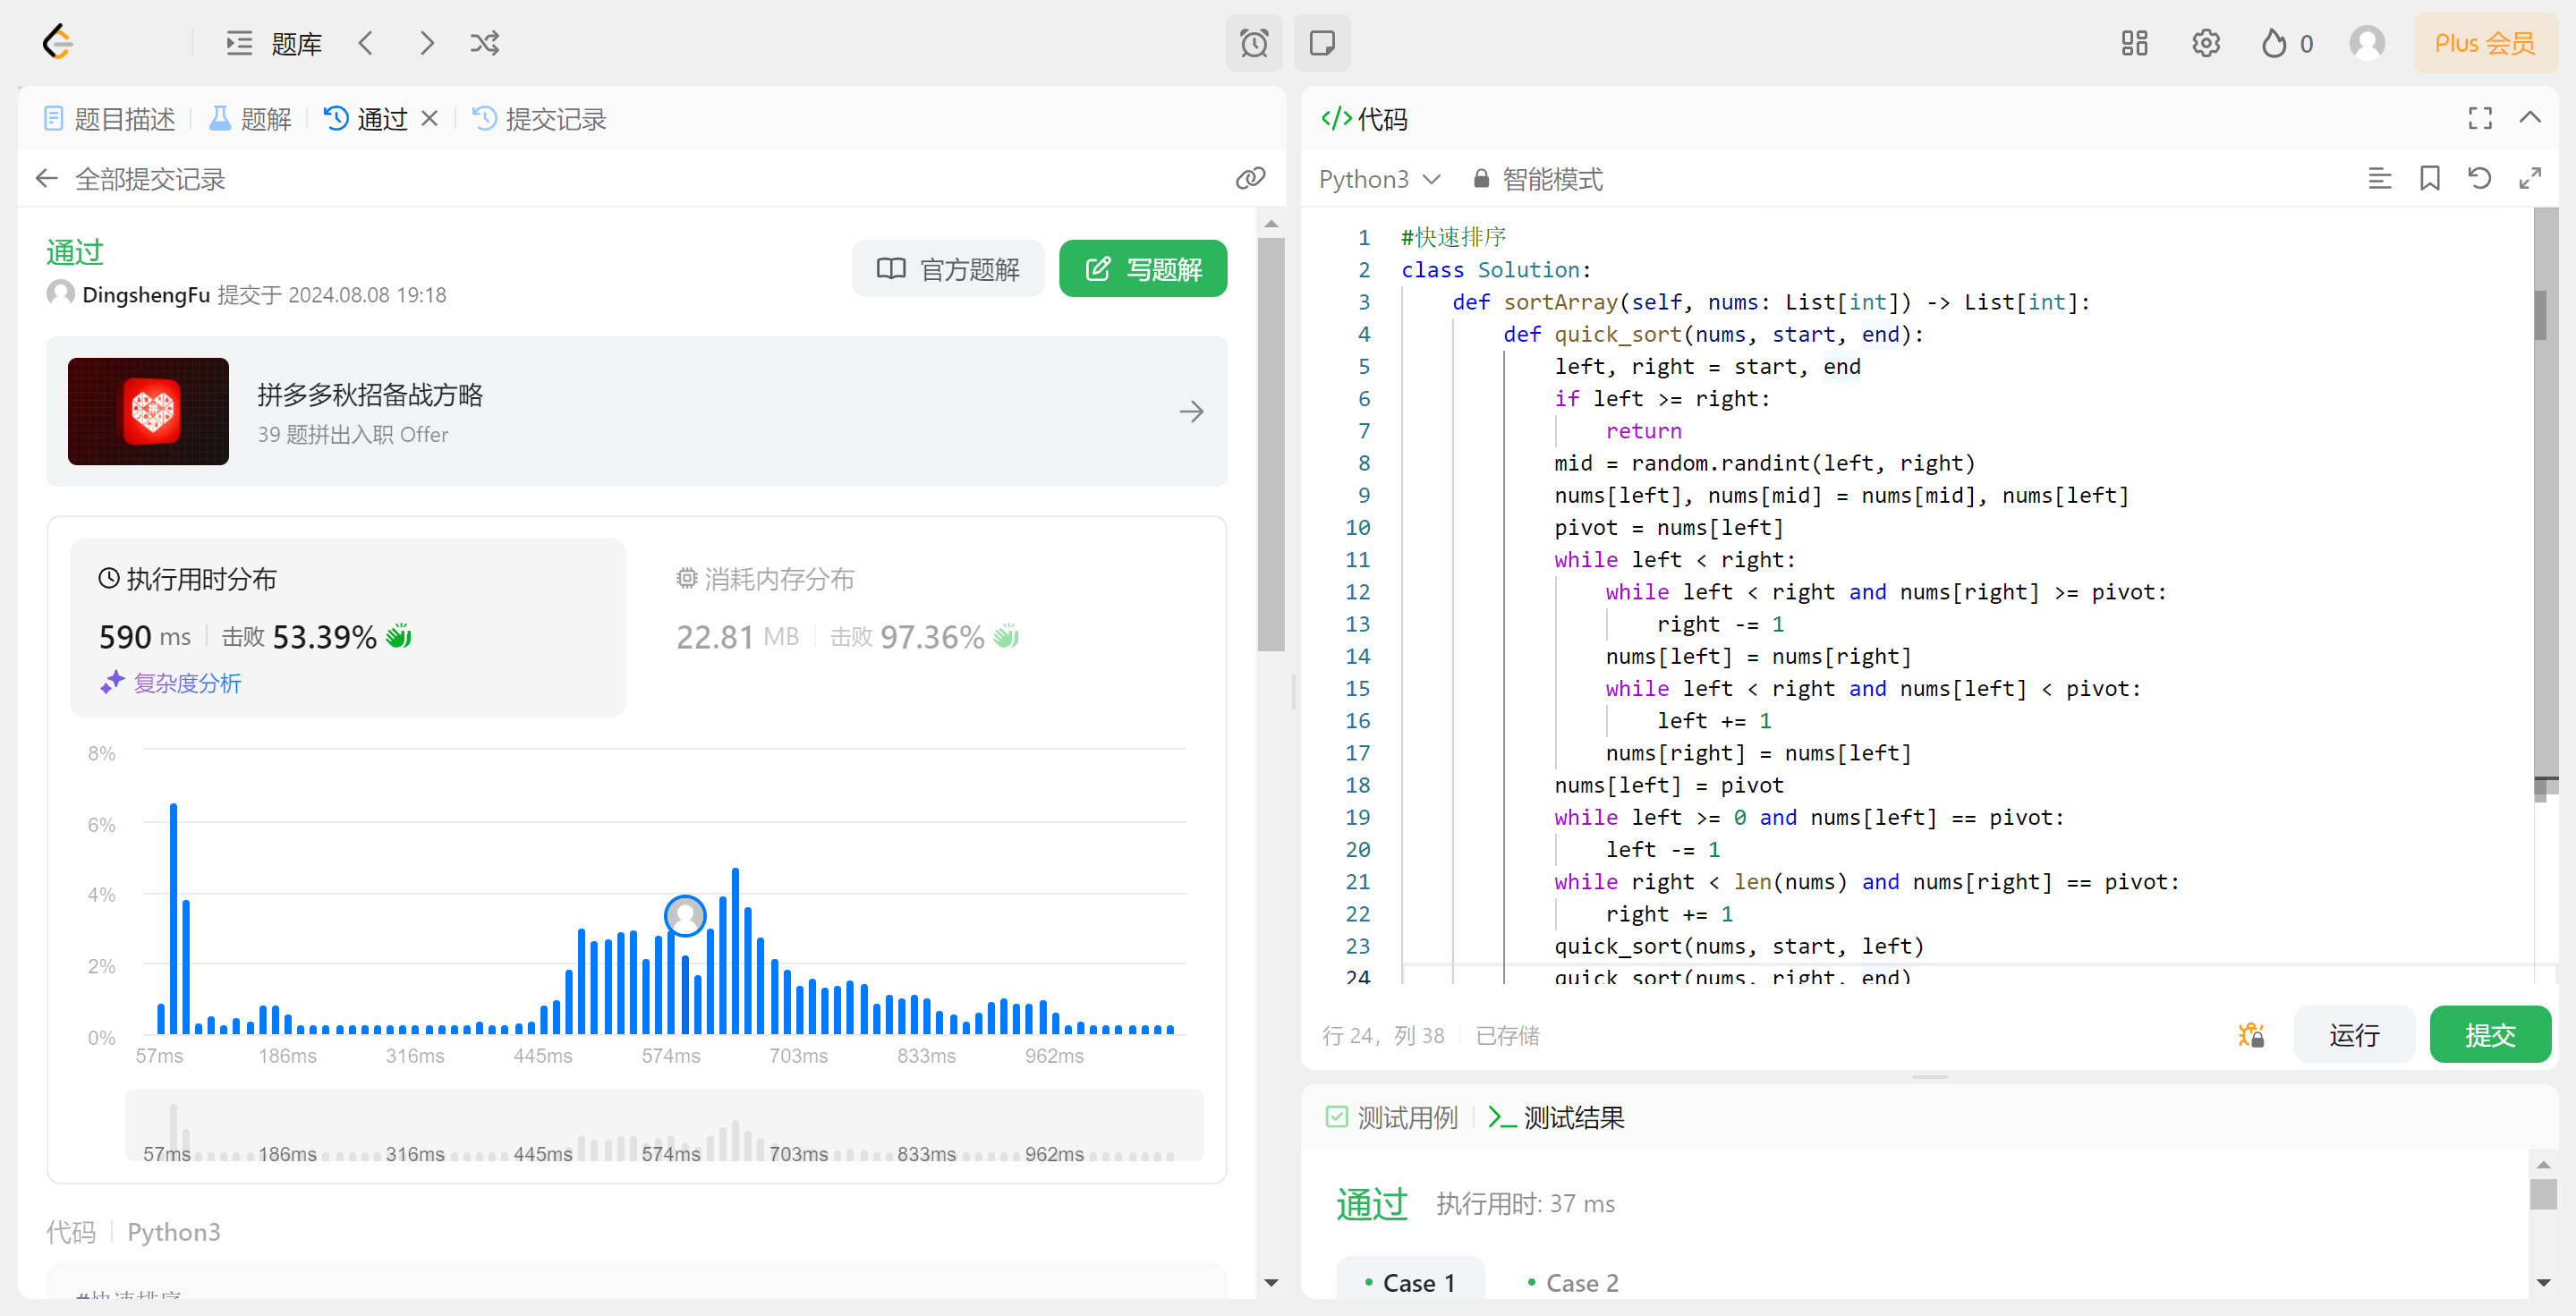 题库
0
Plus 会员
题目描述
题解
通过
提交记录
全部提交记录
通过
官方题解
写题解
DingshengFu 提交于 2024.08.08 19:18
拼多多秋招备战方略
39 题拼出入职 Offer
执行用时分布
590 ms 击败 53.39%
复杂度分析
消耗内存分布
22.81 MB 击败 97.36%
8%
6%
4%
2%
0%
57ms 186ms 316ms 445ms 574ms 703ms 833ms 962ms
57ms 186ms 316ms 445ms 574ms 703ms 833ms 962ms
代码 Python3
#快速排序
</>代码
Python3 智能模式
1 #快速排序
2 class Solution:
3     def sortArray(self, nums: List[int]) -> List[int]:
4         def quick_sort(nums, start, end):
5             left, right = start, end
6             if left >= right:
7                 return
8             mid = random.randint(left, right)
9             nums[left], nums[mid] = nums[mid], nums[left]
10             pivot = nums[left]
11             while left < right:
12                 while left < right and nums[right] >= pivot:
13                     right -= 1
14                 nums[left] = nums[right]
15                 while left < right and nums[left] < pivot:
16                     left += 1
17                 nums[right] = nums[left]
18             nums[left] = pivot
19             while left >= 0 and nums[left] == pivot:
20                 left -= 1
21             while right < len(nums) and nums[right] == pivot:
22                 right += 1
23             quick_sort(nums, start, left)
24             quick_sort(nums, right, end)
行 24，列 38 已存储
运行
提交
测试用例
测试结果
通过 执行用时: 37 ms
Case 1 Case 2